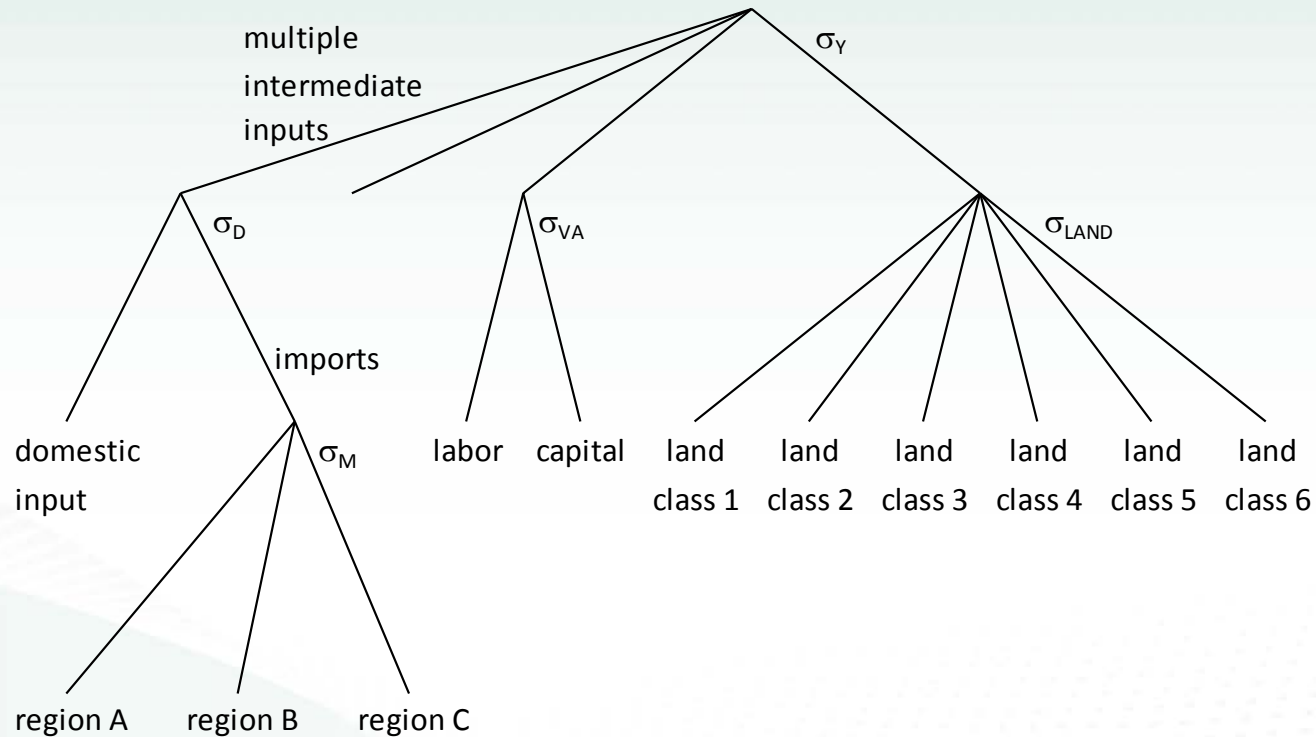 multiple
intermediate
inputs
σY
σD
σVA
σLAND
imports
domestic
input
σM
labor
capital
land
class 1
land
class 2
land
class 3
land
class 4
land
class 5
land
class 6
region A
region B
region C